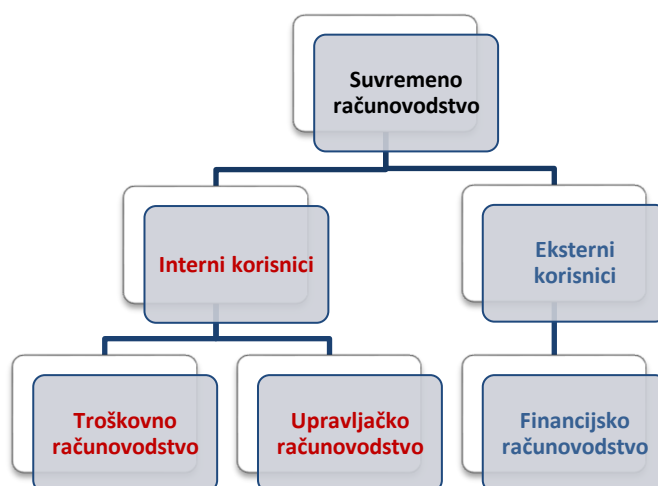 Suvremeno
računovodstvo
Interni korisnici
Eksterni
korisnici
Troškovno
računovodstvo
Upravljačko
računovodstvo
Financijsko
računovodstvo